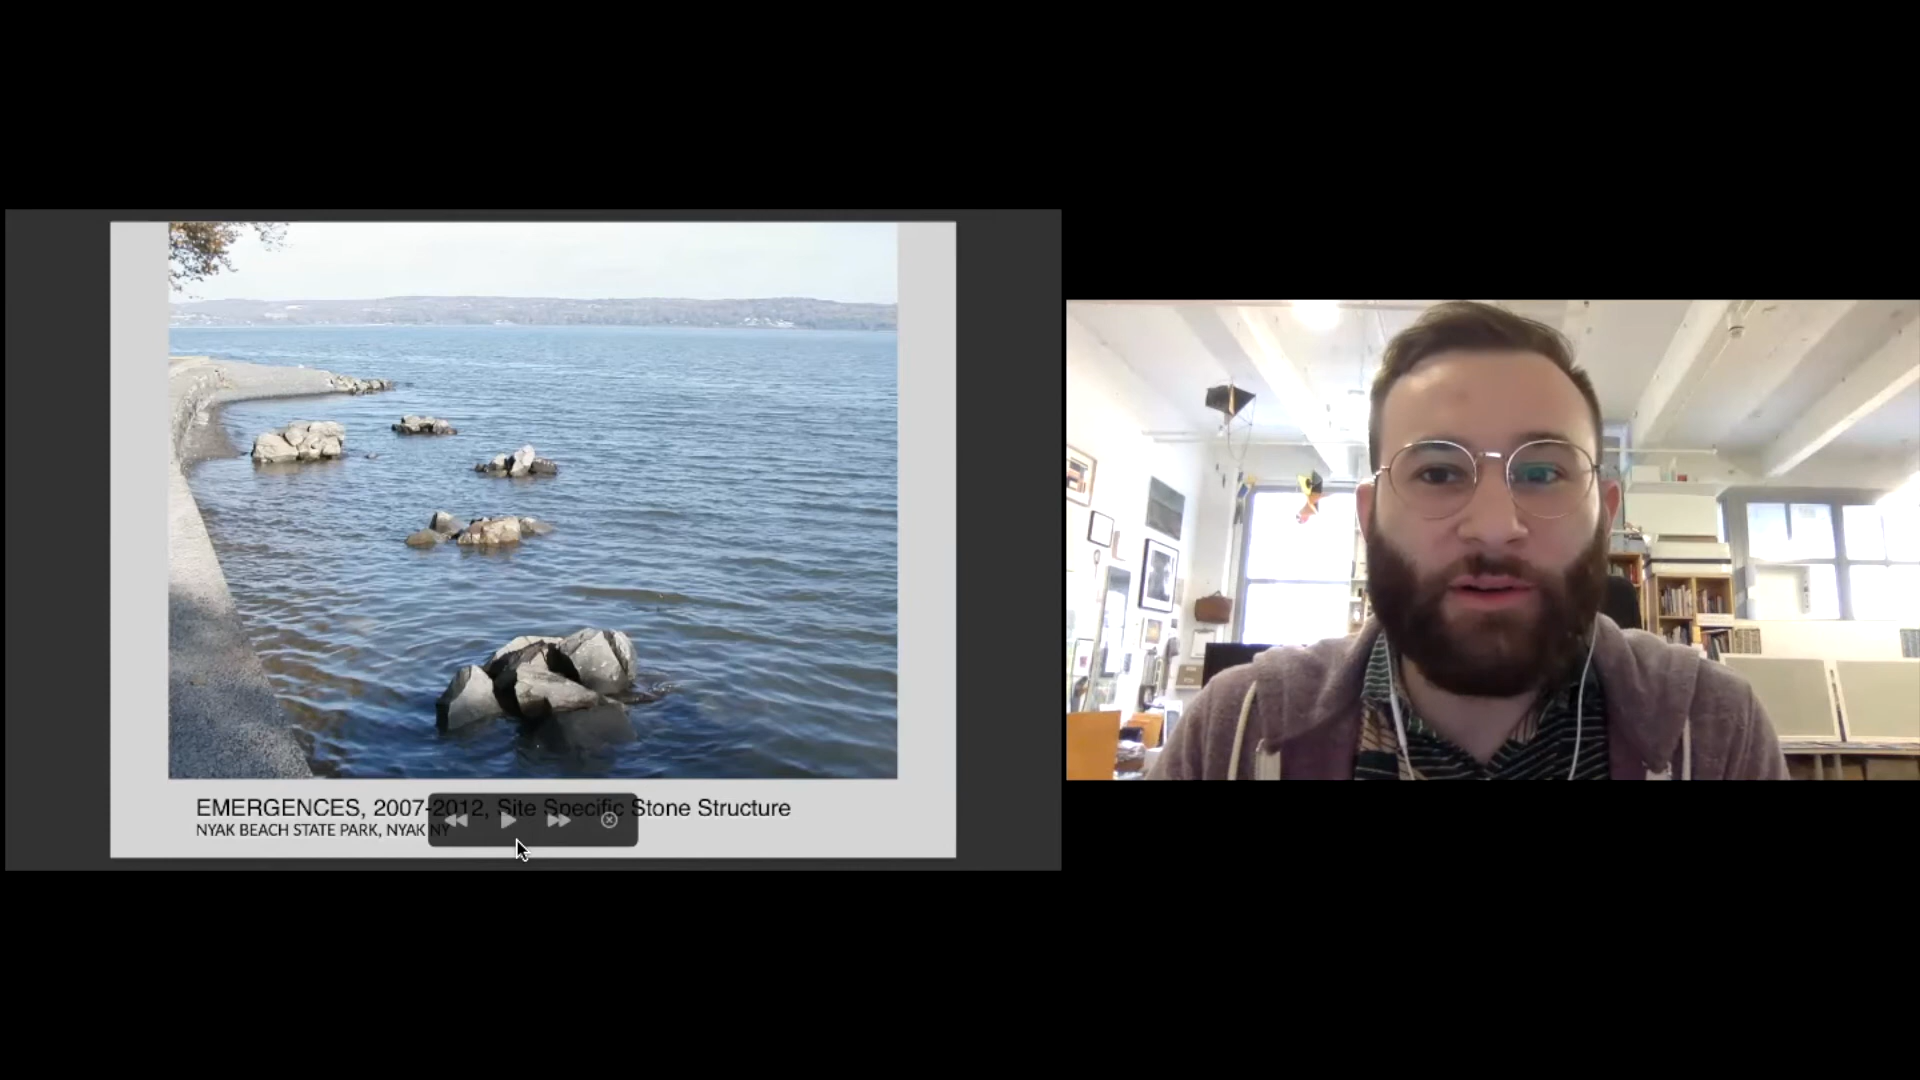 EMERGENCES, 2007-2012, Site Specific Stone Structure
NYAK BEACH STATE PARK, NYAK NY